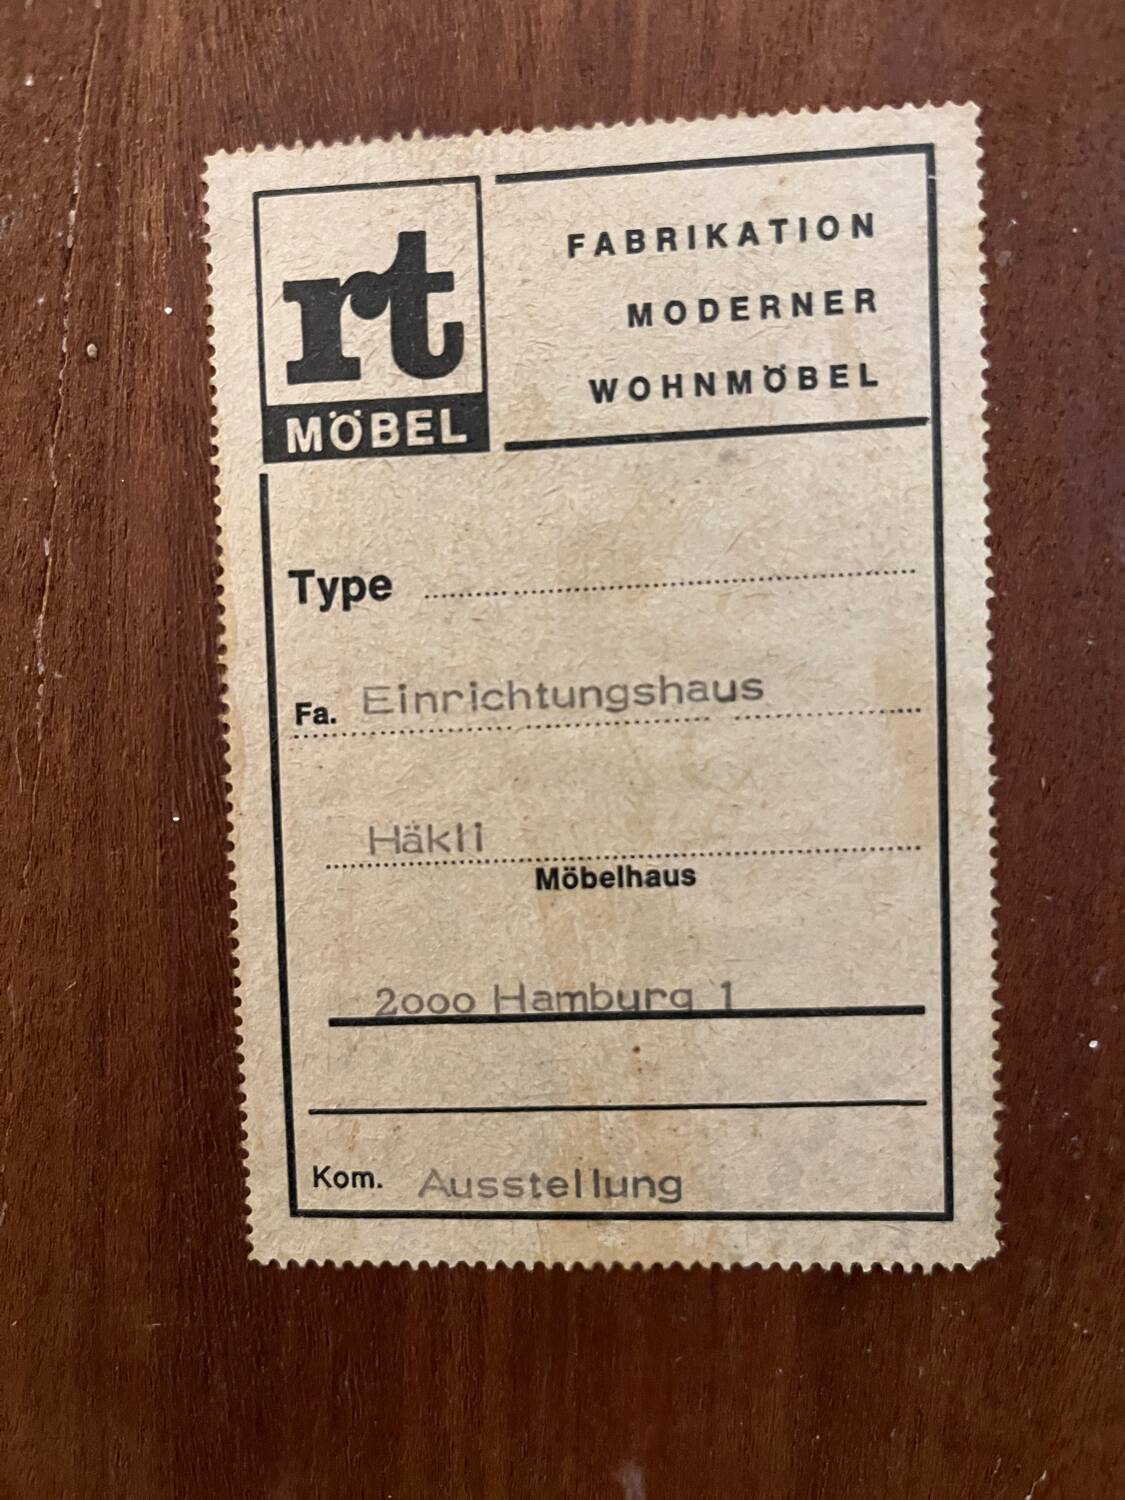 rt
MÖBEL
FABRIKATION
MODERNER
WOHNMÖBEL
Type
Fa. Einrichtungshaus
Häkli
Möbelhaus
2000 Hamburg 1
Kom. Ausstellung